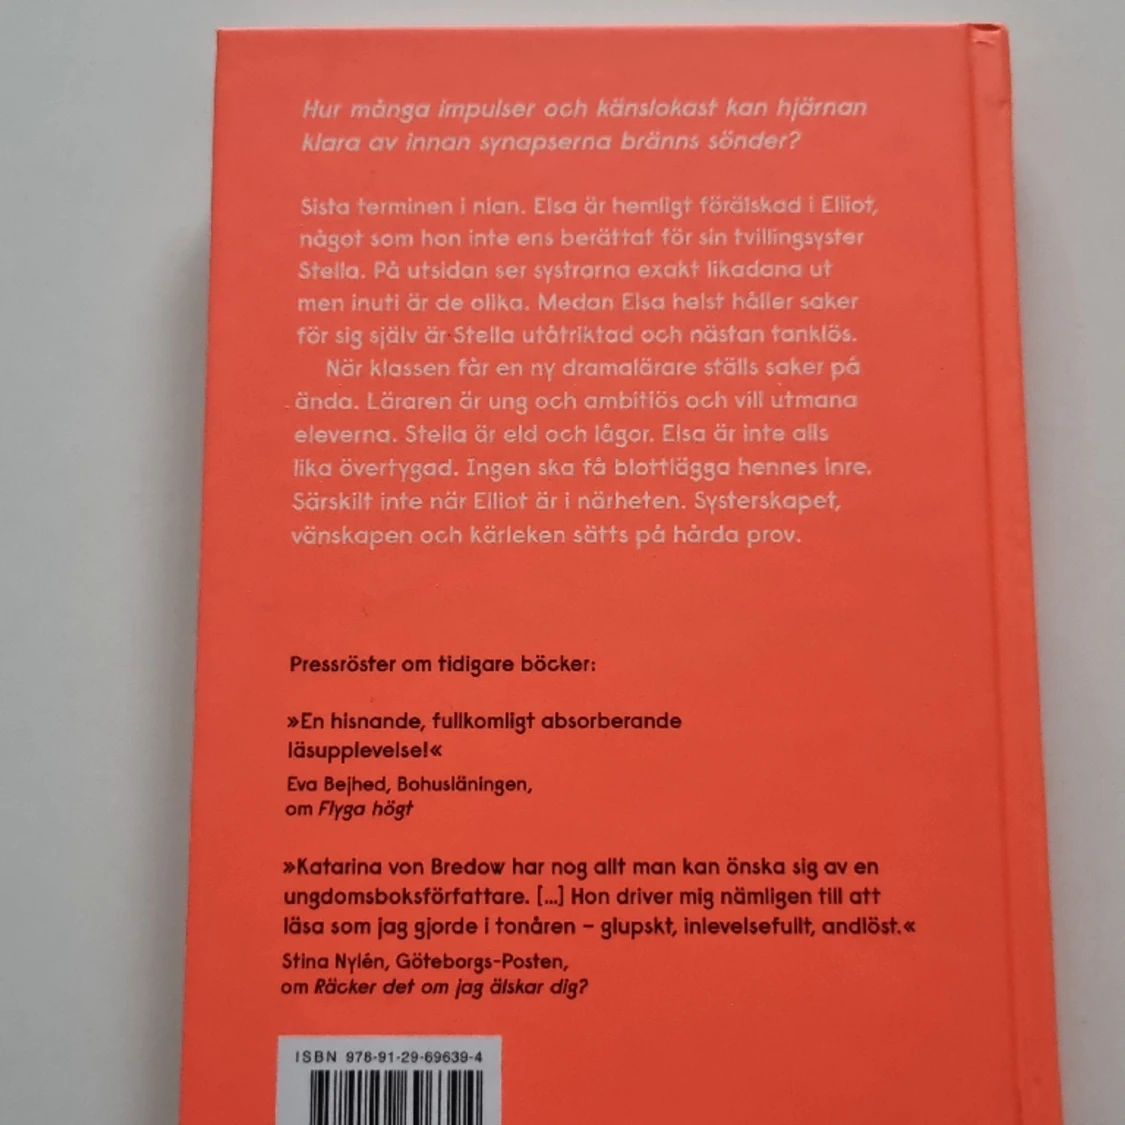 Hur många impulser och känslokast kan hjärnan
klara av innan synapserna bränns sönder?
Sista terminen i nian. Elsa är hemligt förälskad i Elliot,
något som hon inte ens berättat för sin tvillingsyster
Stella. På utsidan ser systrarna exakt likadana ut
men inuti är de olika. Medan Elsa helst håller saker
för sig själv är Stella utåtriktad och nästan tanklös.
När klassen får en ny dramalärare ställs saker på
ända. Läraren är ung och ambitiös och vill utmana
eleverna. Stella är eld och lågor. Elsa är inte alls
lika övertygad. Ingen ska få blottlägga hennes inre.
Särskilt inte när Elliot är i närheten. Systerskapet,
vänskapen och kärleken sätts på hårda prov.
Pressröster om tidigare böcker:
»En hisnande, fullkomligt absorberande
läsupplevelse!«
Eva Bejhed, Bohusläningen,
om Flyga högt
»Katarina von Bredow har nog allt man kan önska sig av en
ungdomsboksförfattare. [...] Hon driver mig nämligen till att
läsa som jag gjorde i tonåren – glupskt, inlevelsefullt, andlöst.«
Stina Nylén, Göteborgs-Posten,
om Räcker det om jag älskar dig?
ISBN 978-91-29-69639-4